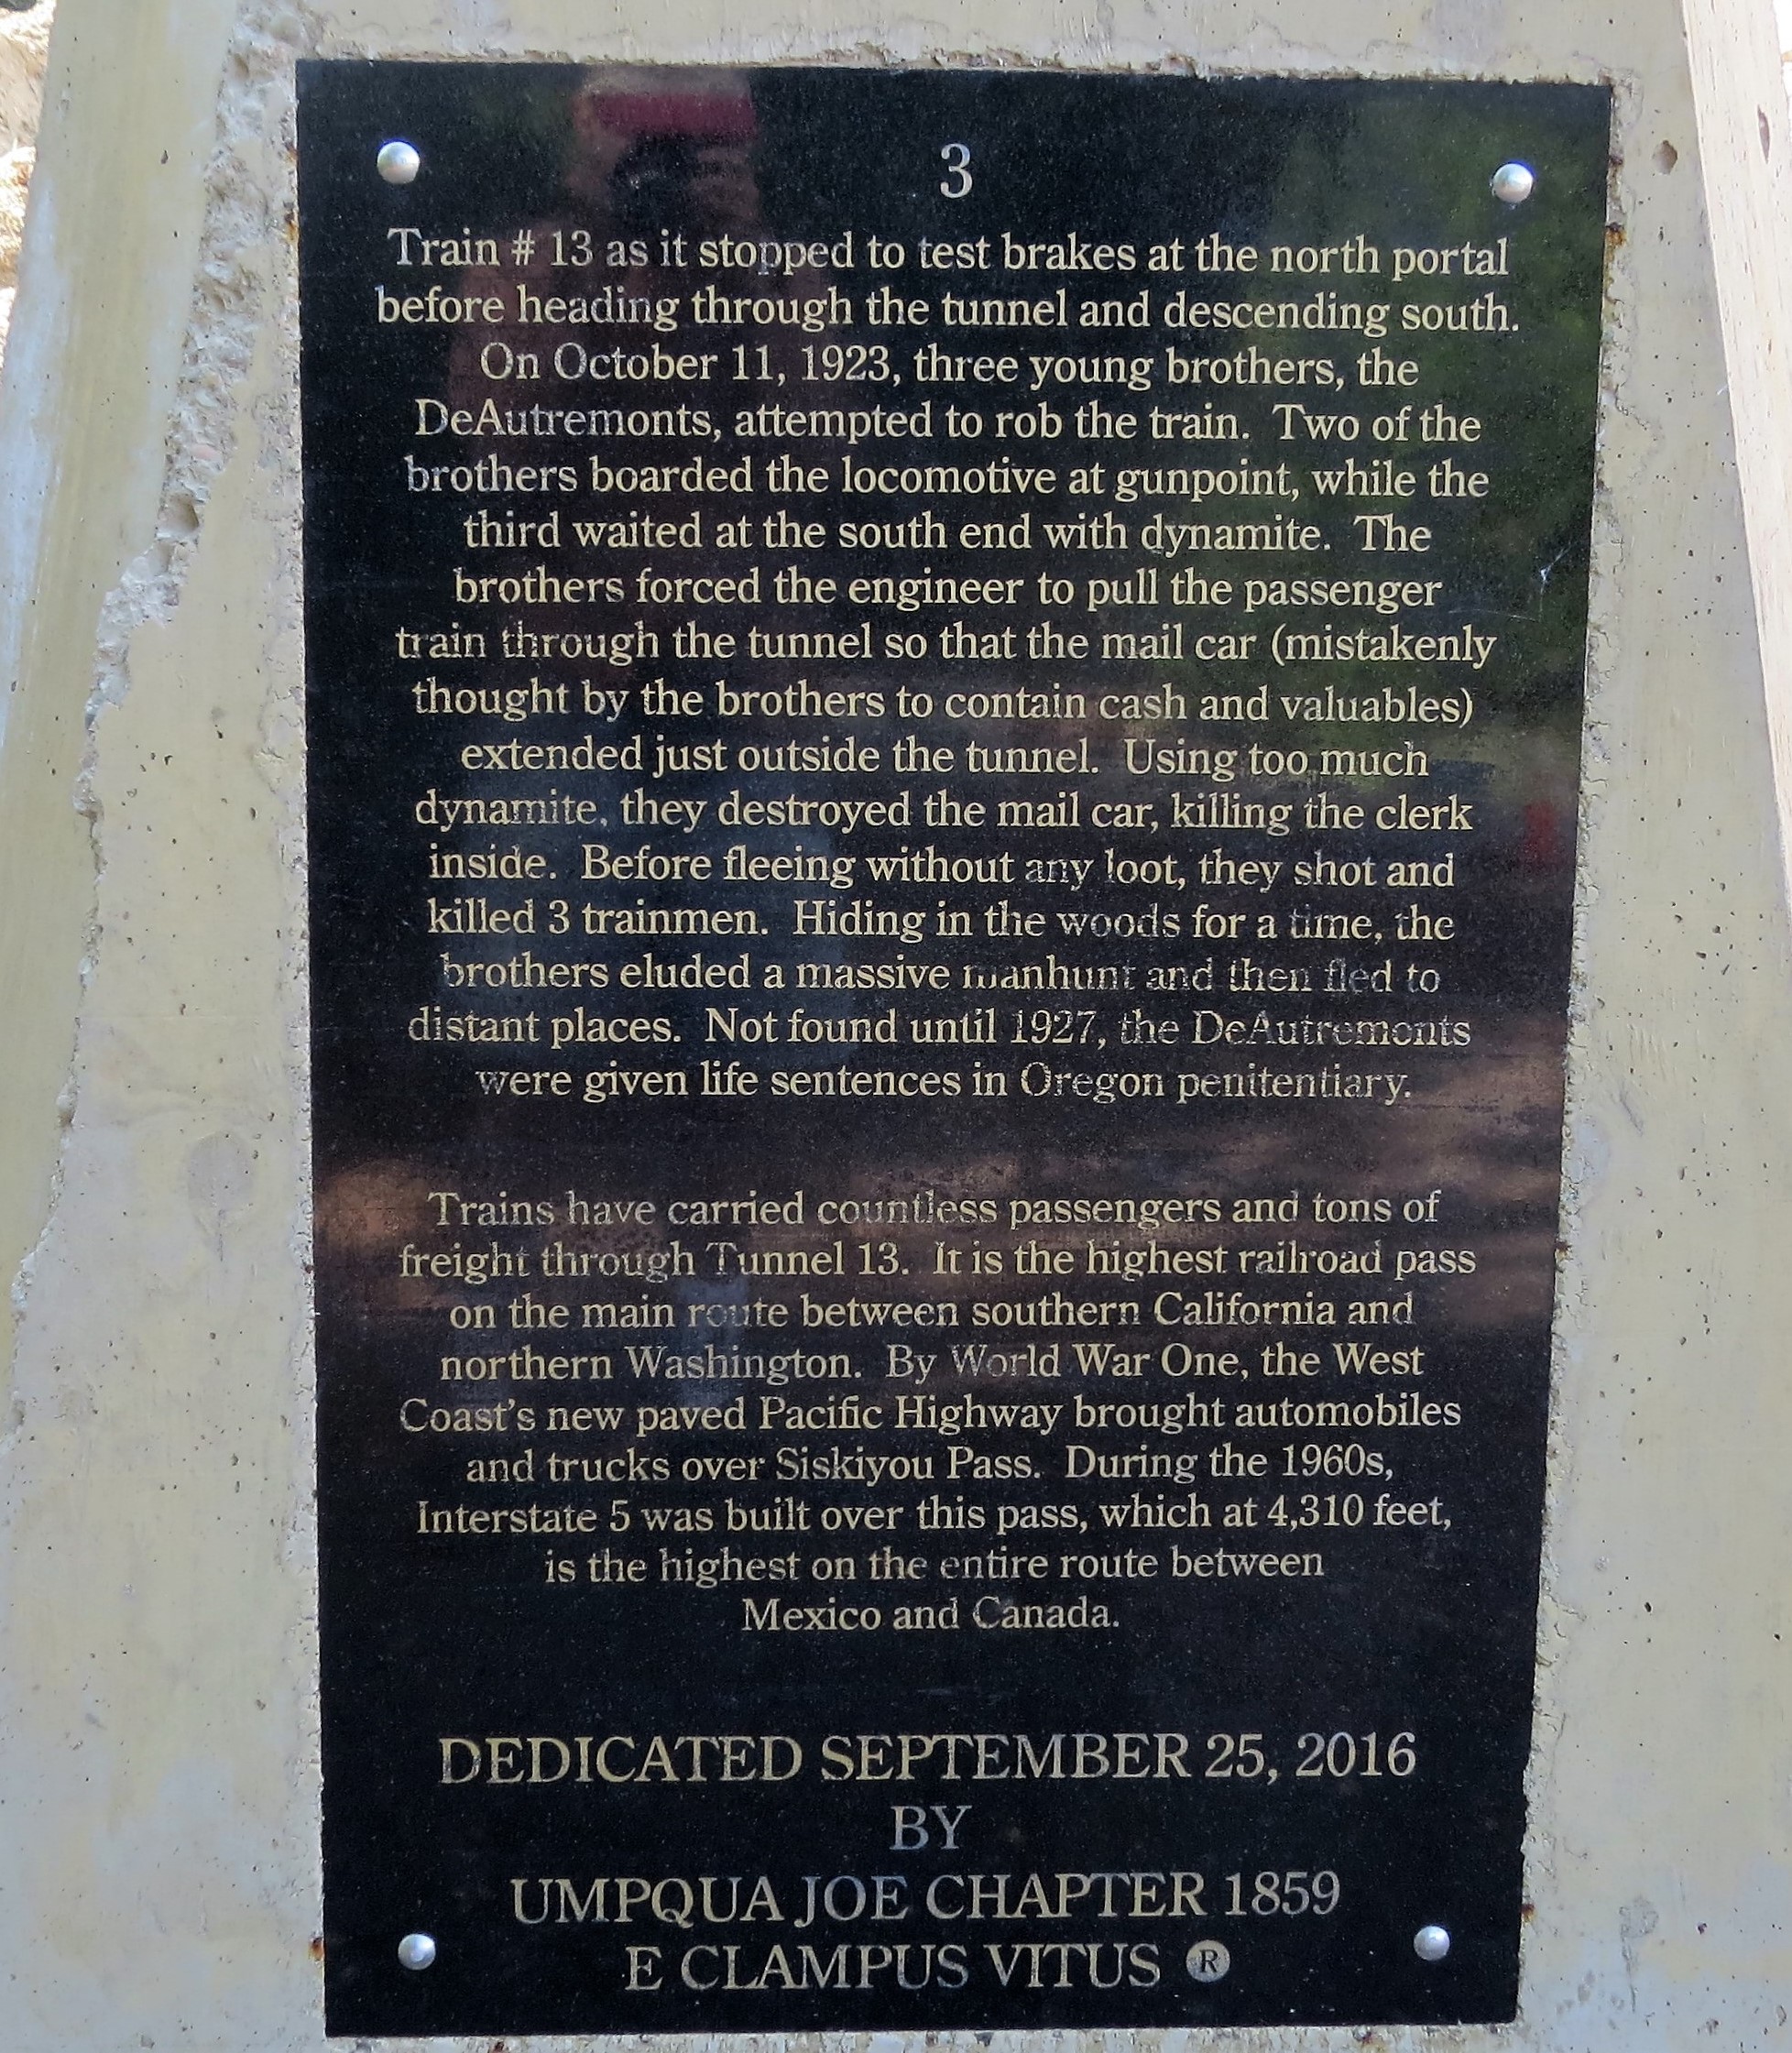 3
Train # 13 as it stopped to test brakes at the north portal
before heading through the tunnel and descending south.
On October 11, 1923, three young brothers, the
DeAutremonts, attempted to rob the train. Two of the
brothers boarded the locomotive at gunpoint, while the
third waited at the south end with dynamite. The
brothers forced the engineer to pull the passenger
train through the tunnel so that the mail car (mistakenly
thought by the brothers to contain cash and valuables)
extended just outside the tunnel. Using too much
dynamite, they destroyed the mail car, killing the clerk
inside. Before fleeing without any loot, they shot and
killed 3 trainmen. Hiding in the woods for a time, the
brothers eluded a massive manhunt and then fled to
distant places. Not found until 1927, the DeAutremonts
were given life sentences in Oregon penitentiary.
Trains have carried countless passengers and tons of
freight through Tunnel 13. It is the highest railroad pass
on the main route between southern California and
northern Washington. By World War One, the West
Coast's new paved Pacific Highway brought automobiles
and trucks over Siskiyou Pass. During the 1960s,
Interstate 5 was built over this pass, which at 4,310 feet,
is the highest on the entire route between
Mexico and Canada.
DEDICATED SEPTEMBER 25, 2016
BY
UMPQUA JOE CHAPTER 1859
E CLAMPUS VITUS ®